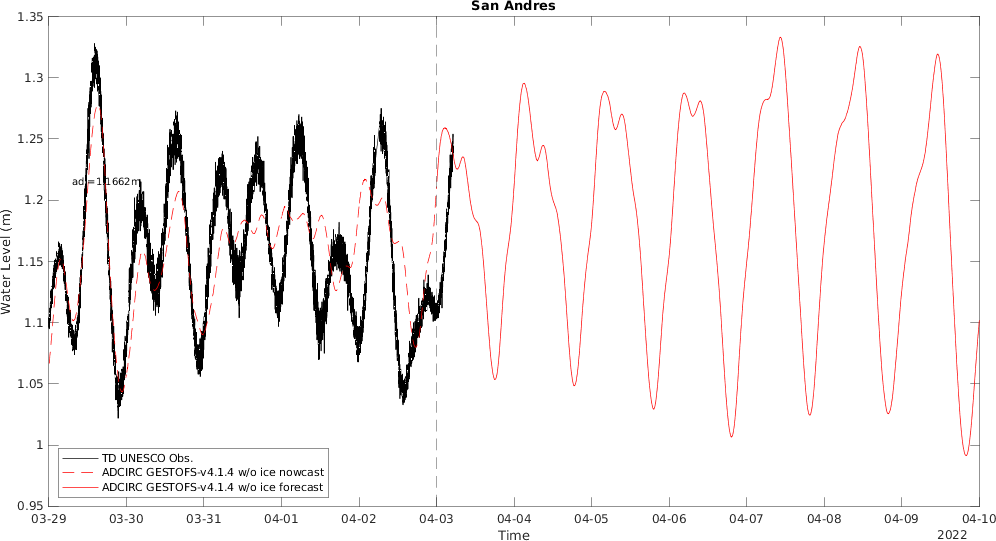 San Andres
1.35
1.3
1.25
1.2
1.15
1.1
1.05
1
0.95
Water Level (m)
ad =1.1662m
TD UNESCO Obs.
ADCIRC GESTOFS-v4.1.4 w/o ice nowcast
ADCIRC GESTOFS-v4.1.4 w/o ice forecast
03-29 03-30 03-31 04-01 04-02 04-03 04-04 04-05 04-06 04-07 04-08 04-09 04-10
Time
2022